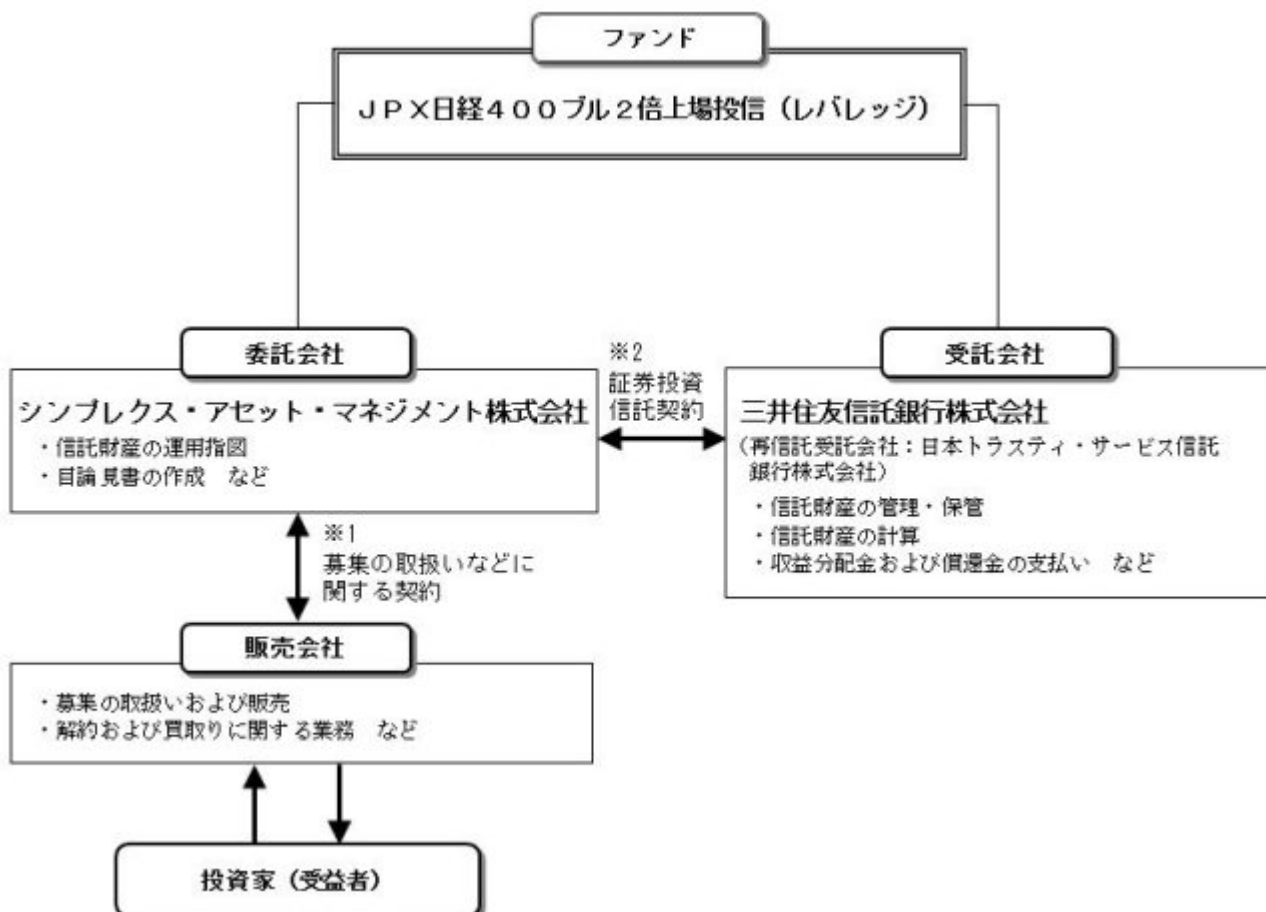 ファンド
JPX日経400ブル2倍上場投信（レバレッジ）
委託会社
シンプレクス・アセット・マネジメント株式会社
・信託財産の運用指図
・目論見書の作成　など
※2
証券投資
信託契約
受託会社
三井住友信託銀行株式会社
（再信託受託会社：日本トラスティ・サービス信託
銀行株式会社）
・信託財産の管理・保管
・信託財産の計算
・収益分配金および償還金の支払い　など
※1
募集の取扱いなどに
関する契約
販売会社
・募集の取扱いおよび販売
・解約および買取りに関する業務　など
投資家（受益者）